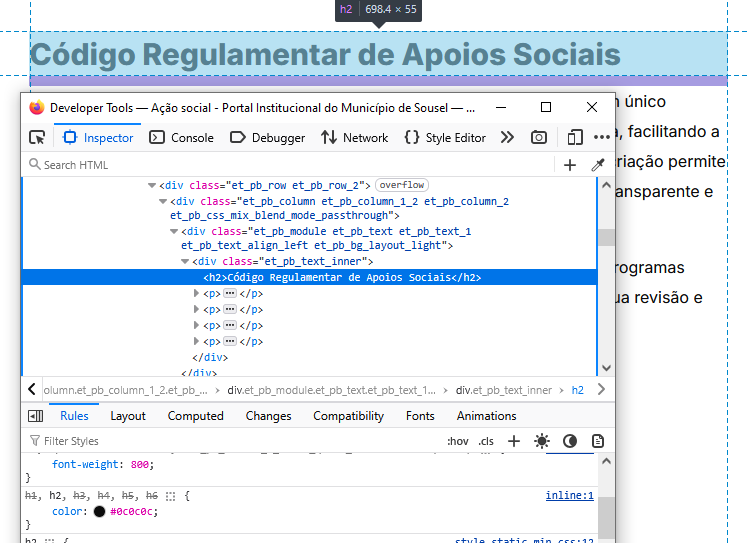 h2 698.4 × 55
Código Regulamentar de Apoios Sociais
único
, facilitando a
criação permite
ransparente e
rogramas
ua revisão e
Developer Tools — Ação social - Portal Institucional do Município de Sousel — ...
Inspector Console Debugger Network Style Editor
Search HTML
<div class="et_pb_row et_pb_row_2"> overflow
<div class="et_pb_column et_pb_column_1_2 et_pb_column_2
et_pb_css_mix_blend_mode_passthrough">
<div class="et_pb_module et_pb_text et_pb_text_1
et_pb_text_align_left et_pb_bg_layout_light">
<div class="et_pb_text_inner">
<h2>Código Regulamentar de Apoios Sociais</h2>
<p> ••• </p>
<p> ••• </p>
<p> ••• </p>
<p> ••• </p>
</div>
</div>
olumn.et_pb_column_1_2.et_pb_... > div.et_pb_module.et_pb_text.et_pb_text_1... > div.et_pb_text_inner > h2
Rules Layout Computed Changes Compatibility Fonts Animations
Filter Styles :hov .cls +
font-weight: 800;
}
h1, h2, h3, h4, h5, h6 { inline:1
color: #0c0c0c;
}
h2 { style.static.min.css:12